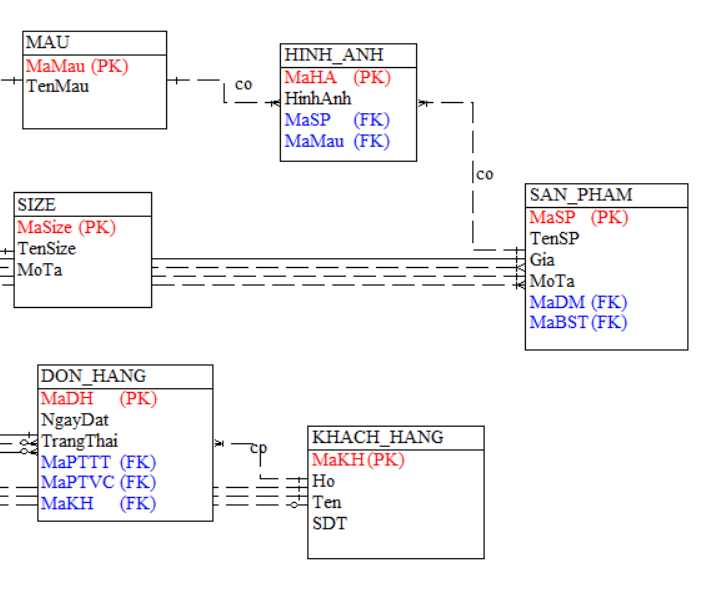 MAU
MaMau (PK)
TenMau
co
HINH_ANH
MaHA (PK)
HinhAnh
MaSP (FK)
MaMau (FK)
co
SIZE
MaSize (PK)
TenSize
MoTa
SAN_PHAM
MaSP (PK)
TenSP
Gia
MoTa
MaDM (FK)
MaBST (FK)
DON_HANG
MaDH (PK)
NgayDat
TrangThai
MaPTTT (FK)
MaPTVC (FK)
MaKH (FK)
co
KHACH_HANG
MaKH (PK)
Ho
Ten
SDT